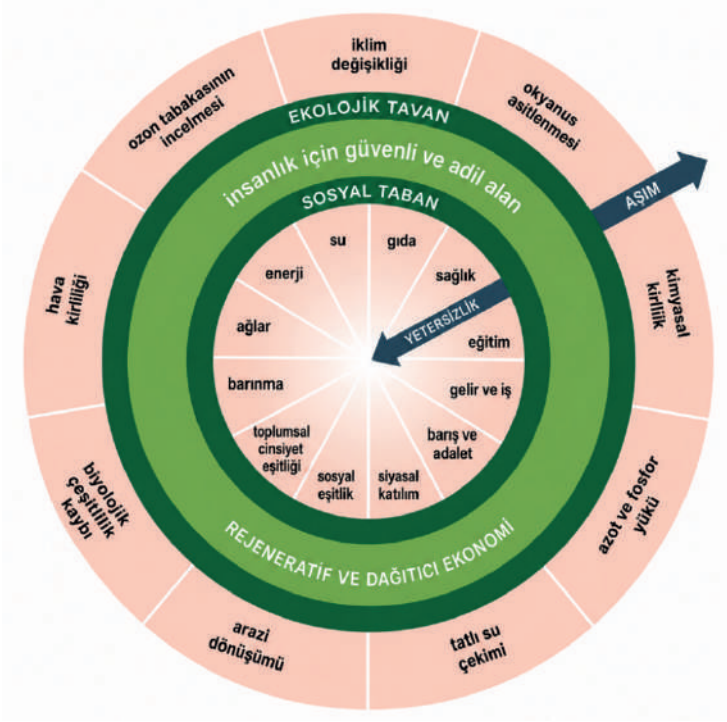 iklim
değişikliği
okyanus
asitlenmesi
kimyasal
kirlilik
azot ve fosfor
yükü
tatlı su
çekimi
arazi
dönüşümü
biyolojik
çeşitlilik
kaybı
hava
kirliliği
ozon tabakasının
incelmesi
EKOLOJİK TAVAN
insanlık için güvenli ve adil alan
SOSYAL TABAN
AŞIM
YETERSİZLİK
su
gıda
sağlık
eğitim
gelir ve iş
barış ve
adalet
siyasal
katılım
sosyal
eşitlik
toplumsal
cinsiyet
eşitliği
barınma
ağlar
enerji
REJENERATİF VE DAĞITICI EKONOMİ